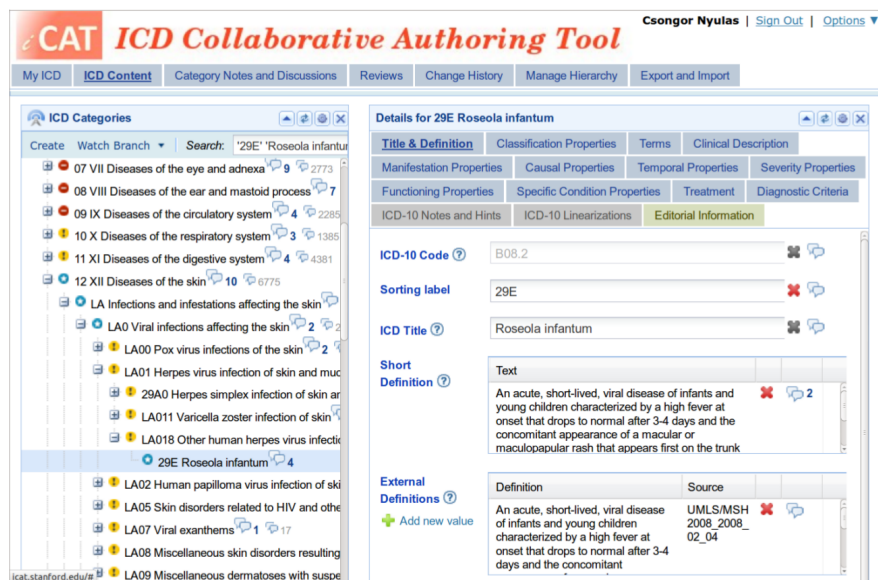 Csongor Nyulas | Sign Out | Options
iCAT ICD Collaborative Authoring Tool
My ICD ICD Content Category Notes and Discussions Reviews Change History Manage Hierarchy Export and Import
ICD Categories
Create Watch Branch Search: '29E' 'Roseola infantur
07 VII Diseases of the eye and adnexa 9 2773
08 VIII Diseases of the ear and mastoid process 7
09 IX Diseases of the circulatory system 4 2285
10 X Diseases of the respiratory system 3 1385
11 XI Diseases of the digestive system 4 4381
12 XII Diseases of the skin 10 6775
LA Infections and infestations affecting the skin
LA0 Viral infections affecting the skin 2 2
LA00 Pox virus infections of the skin 2
LA01 Herpes virus infection of skin and muc
29A0 Herpes simplex infection of skin ar
LA011 Varicella zoster infection of skin
LA018 Other human herpes virus infectio
29E Roseola infantum 4
LA02 Human papilloma virus infection of ski
LA05 Skin disorders related to HIV and othe
LA07 Viral exanthems 1 17
LA08 Miscellaneous skin disorders resulting
LA09 Miscellaneous dermatoses with suspe
icat.stanford.edu/#
Details for 29E Roseola infantum
Title & Definition Classification Properties Terms Clinical Description
Manifestation Properties Causal Properties Temporal Properties Severity Properties
Functioning Properties Specific Condition Properties Treatment Diagnostic Criteria
ICD-10 Notes and Hints ICD-10 Linearizations Editorial Information
ICD-10 Code B08.2
Sorting label 29E
ICD Title Roseola infantum
Short Definition
Text
An acute, short-lived, viral disease of infants and
young children characterized by a high fever at
onset that drops to normal after 3-4 days and the
concomitant appearance of a macular or
maculopapular rash that appears first on the trunk
2
External Definitions
Add new value
Definition Source
An acute, short-lived, viral disease
of infants and young children
characterized by a high fever at
onset that drops to normal after 3-4
days and the concomitant
UMLS/MSH
2008_2008_
02_04